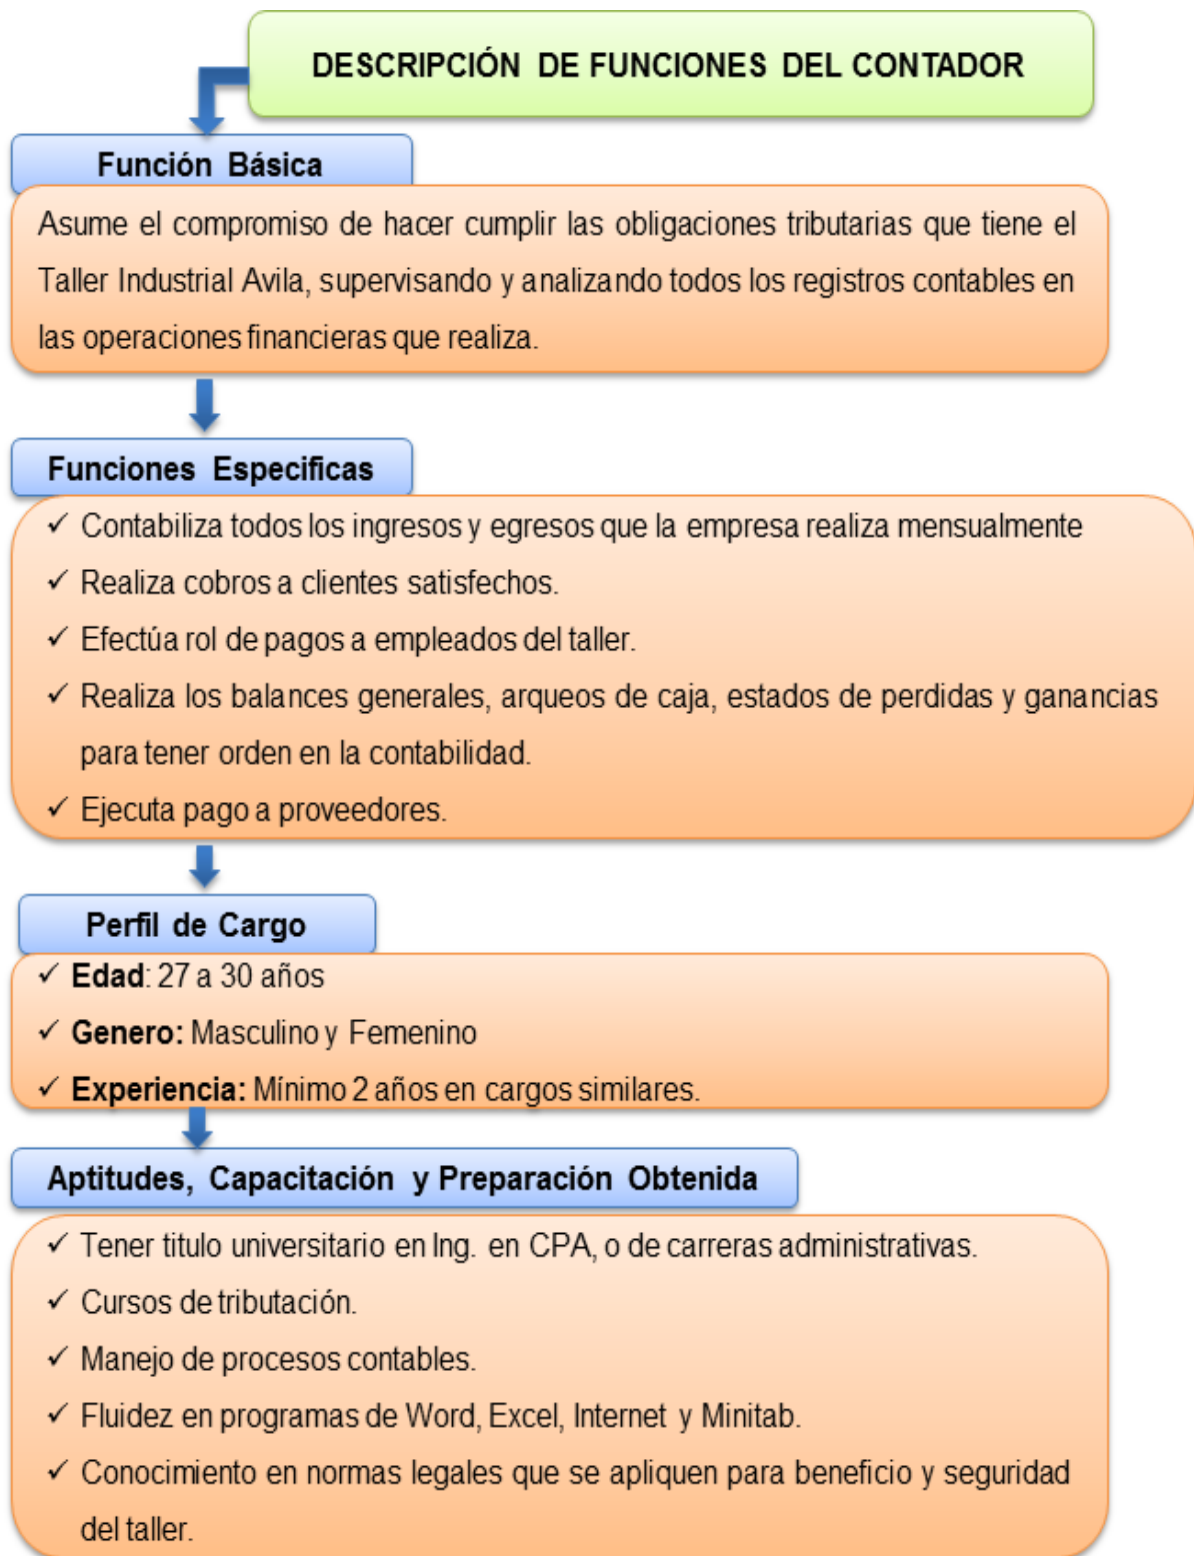 DESCRIPCIÓN DE FUNCIONES DEL CONTADOR
Función Básica
Asume el compromiso de hacer cumplir las obligaciones tributarias que tiene el
Taller Industrial Avila, supervisando y analizando todos los registros contables en
las operaciones financieras que realiza.
Funciones Especificas
✓ Contabiliza todos los ingresos y egresos que la empresa realiza mensualmente
✓ Realiza cobros a clientes satisfechos.
✓ Efectúa rol de pagos a empleados del taller.
✓ Realiza los balances generales, arqueos de caja, estados de perdidas y ganancias
para tener orden en la contabilidad.
✓ Ejecuta pago a proveedores.
Perfil de Cargo
✓ Edad: 27 a 30 años
✓ Genero: Masculino y Femenino
✓ Experiencia: Mínimo 2 años en cargos similares.
Aptitudes, Capacitación y Preparación Obtenida
✓ Tener titulo universitario en Ing. en CPA, o de carreras administrativas.
✓ Cursos de tributación.
✓ Manejo de procesos contables.
✓ Fluidez en programas de Word, Excel, Internet y Minitab.
✓ Conocimiento en normas legales que se apliquen para beneficio y seguridad
del taller.